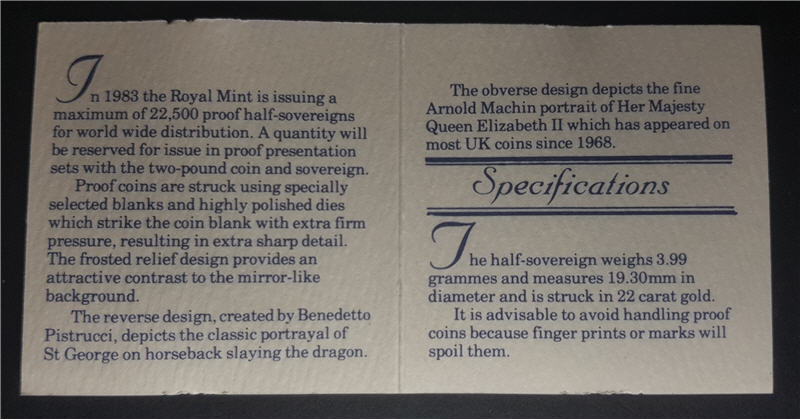 In 1983 the Royal Mint is issuing a
maximum of 22,500 proof half-sovereigns
for world wide distribution. A quantity will
be reserved for issue in proof presentation
sets with the two-pound coin and sovereign.
Proof coins are struck using specially
selected blanks and highly polished dies
which strike the coin blank with extra firm
pressure, resulting in extra sharp detail.
The frosted relief design provides an
attractive contrast to the mirror-like
background.
The reverse design, created by Benedetto
Pistrucci, depicts the classic portrayal of
St George on horseback slaying the dragon.
The obverse design depicts the fine
Arnold Machin portrait of Her Majesty
Queen Elizabeth II which has appeared on
most UK coins since 1968.
Specifications
The half-sovereign weighs 3.99
grammes and measures 19.30mm in
diameter and is struck in 22 carat gold.
It is advisable to avoid handling proof
coins because finger prints or marks will
spoil them.